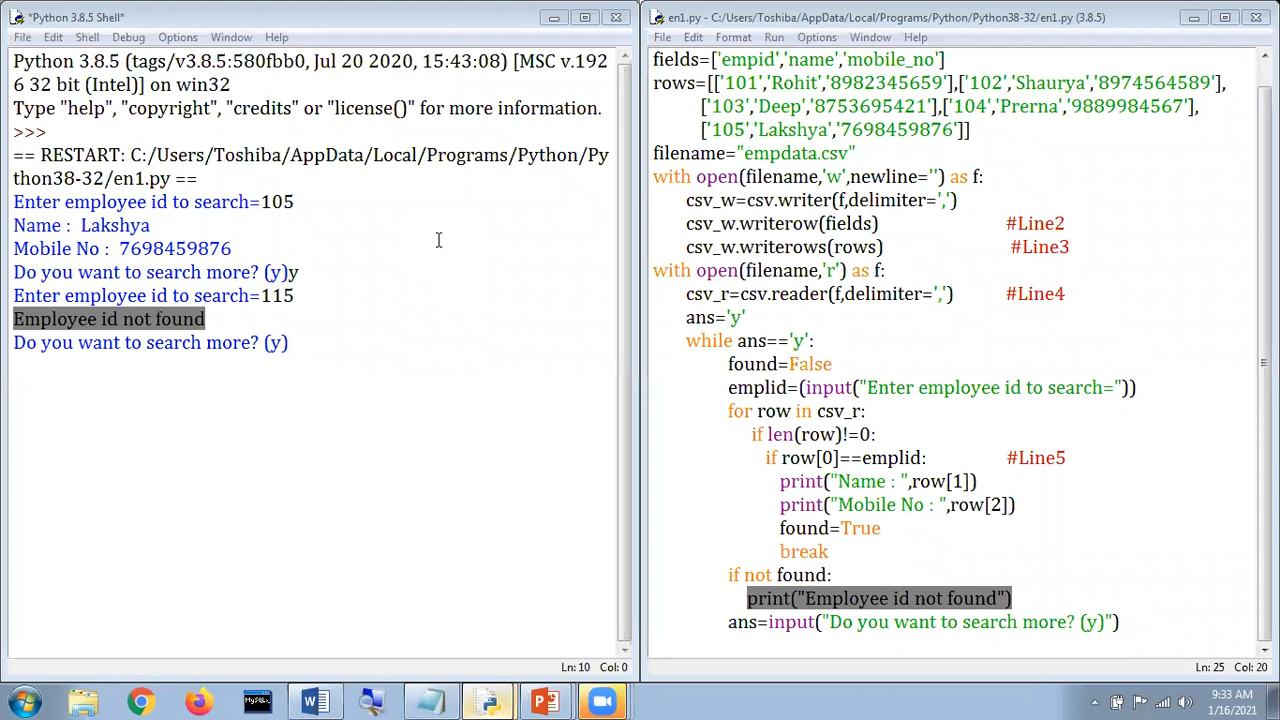 *Python 3.8.5 Shell*
File Edit Shell Debug Options Window Help
Python 3.8.5 (tags/v3.8.5:580fbb0, Jul 20 2020, 15:43:08) [MSC v.192
6 32 bit (Intel)] on win32
Type "help", "copyright", "credits" or "license()" for more information.
>>>
== RESTART: C:/Users/Toshiba/AppData/Local/Programs/Python/Py
thon38-32/en1.py ==
Enter employee id to search=105
Name :  Lakshya
Mobile No :  7698459876
Do you want to search more? (y)y
Enter employee id to search=115
Employee id not found
Do you want to search more? (y)
Ln: 10 Col: 0
en1.py - C:/Users/Toshiba/AppData/Local/Programs/Python/Python38-32/en1.py (3.8.5)
File Edit Format Run Options Window Help
fields=['empid','name','mobile_no']
rows=[['101','Rohit','8982345659'],['102','Shaurya','8974564589'],
['103','Deep','8753695421'],['104','Prerna','9889984567'],
['105','Lakshya','7698459876']]
filename="empdata.csv"
with open(filename,'w',newline='') as f:
csv_w=csv.writer(f,delimiter=',')
csv_w.writerow(fields) #Line2
csv_w.writerows(rows) #Line3
with open(filename,'r') as f:
csv_r=csv.reader(f,delimiter=',') #Line4
ans='y'
while ans=='y':
found=False
emplid=(input("Enter employee id to search="))
for row in csv_r:
if len(row)!=0:
if row[0]==emplid: #Line5
print("Name : ",row[1])
print("Mobile No : ",row[2])
found=True
break
if not found:
print("Employee id not found")
ans=input("Do you want to search more? (y)")
Ln: 25 Col: 20
MySQL
9:33 AM
1/16/2021